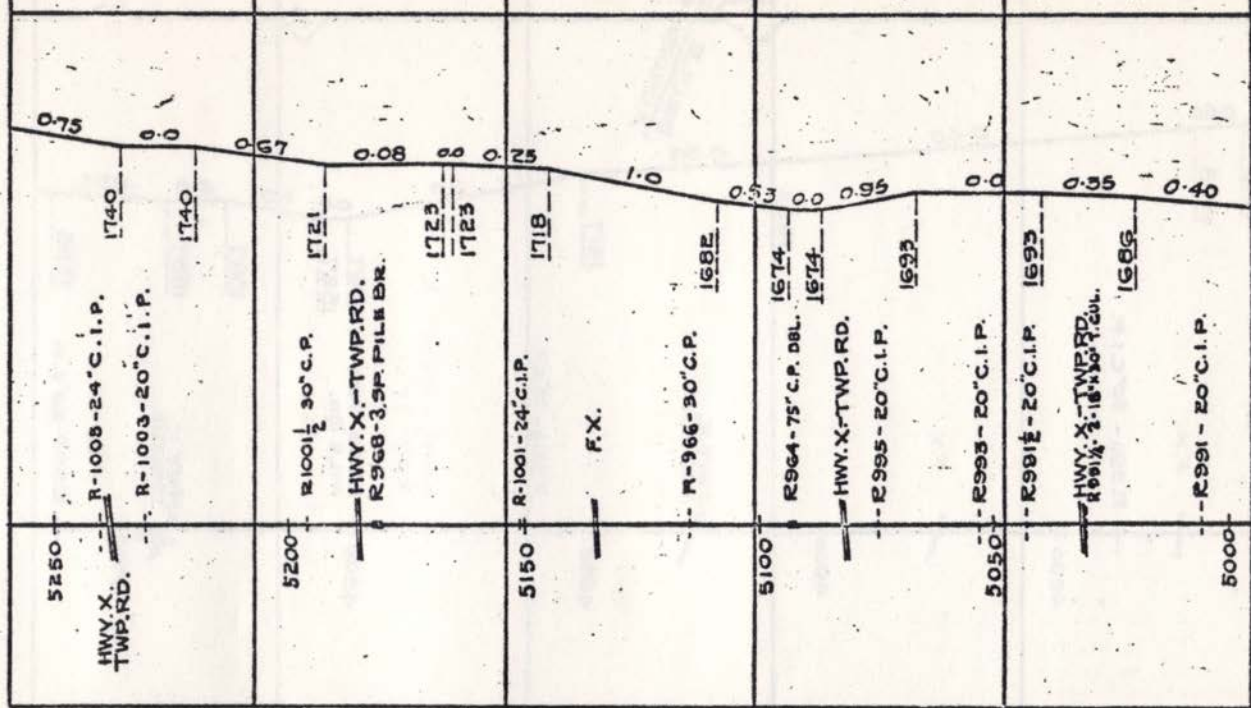 0.75
0.0
0.67
0.08
0.0
0.25
1.0
0.53
0.0
0.95
0.0
0.35
0.40
1740
1740
1721
1723
1723
1718
1682
1674
1674
1693
1693
1686
R-1005-24" C.I.P.
R-1003-20" C.I.P.
R1001½ 30" C.P.
HWY. X.-TWP. RD.
R968-3.SP. PILE BR.
R-1001-24" C.I.P.
F.X.
R-966-30" C.P.
R964-75" C.P. DBL.
HWY. X-TWP. RD.
R995-20" C.I.P.
R993-20" C.I.P.
R991½-20" C.I.P.
HWY. X.-TWP. RD.
R991-20" C.I.P.
5250
5200
5150
5100
5050
5000
HWY. X.
TWP. RD.